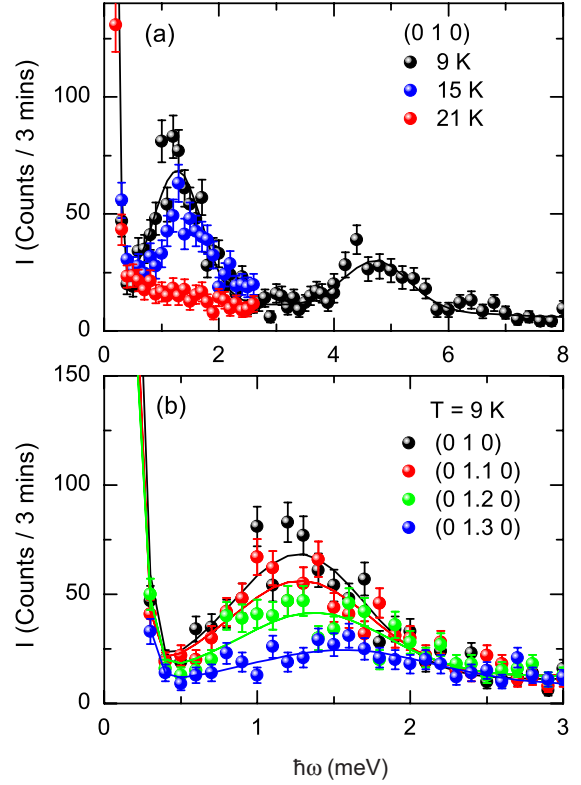 (a)
(0 1 0)
9 K
15 K
21 K
I (Counts / 3 mins)
0
50
100
0 2 4 6 8
(b)
T = 9 K
(0 1 0)
(0 1.1 0)
(0 1.2 0)
(0 1.3 0)
I (Counts / 3 mins)
0
50
100
150
0 1 2 3
ħω (meV)